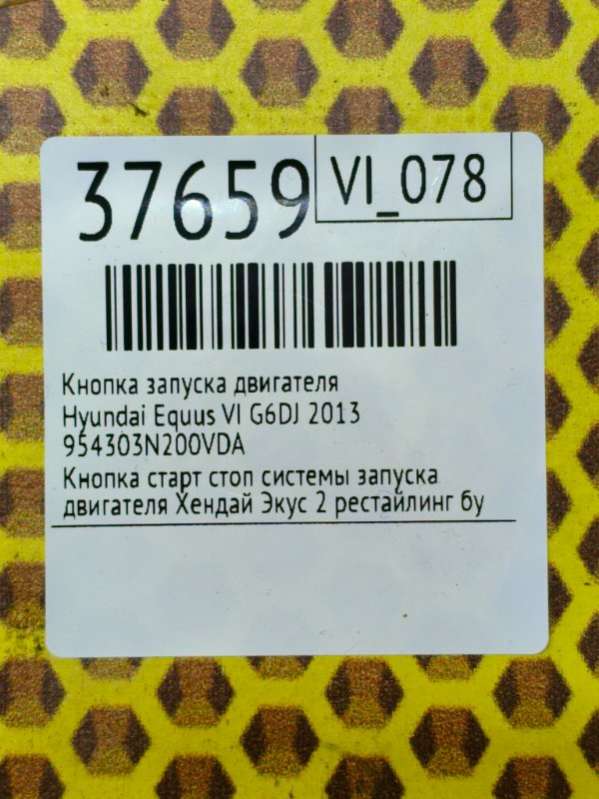 37659
VI_078
Кнопка запуска двигателя
Hyundai Equus VI G6DJ 2013
954303N200VDA
Кнопка старт стоп системы запуска
двигателя Хендай Экус 2 рестайлинг бу